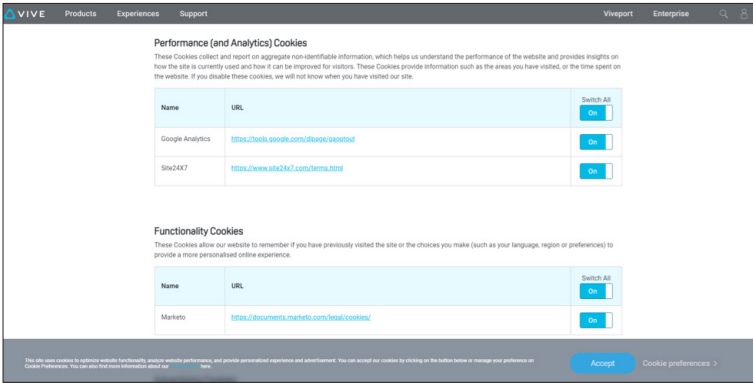 VIVE Products Experiences Support Viveport Enterprise
Performance (and Analytics) Cookies
These Cookies collect and report on aggregate non-identifiable information, which helps us understand the performance of the website and provides insights on
how the site is currently used and how it can be improved for visitors. These Cookies provide information such as the areas you have visited, or the time spent on
the website. If you disable these cookies, we will not know when you have visited our site.
Name URL Switch All
On
Google Analytics https://tools.google.com/dlpage/gaoptout On
Site24X7 https://www.site24x7.com/terms.html On
Functionality Cookies
These Cookies allow our website to remember if you have previously visited the site or the choices you make (such as your language, region or preferences) to
provide a more personalised online experience.
Name URL Switch All
On
Marketo https://documents.marketo.com/legal/cookies/ On
This site uses cookies to optimize website functionality, analyze website performance, and provide personalized experience and advertisement. You can accept our cookies by clicking on the button below or manage your preference on
Cookie Preferences. You can also find more information about our here.
Accept Cookie preferences >